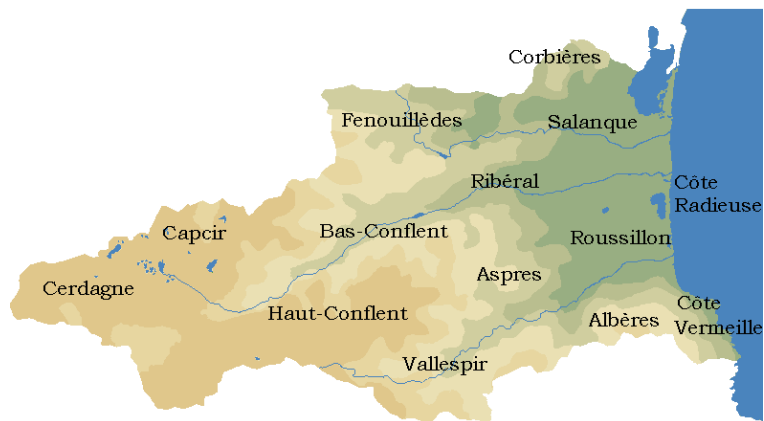 Corbières
Fenouillèdes
Salanque
Ribéral
Côte
Radieuse
Capcir
Bas-Conflent
Roussillon
Cerdagne
Aspres
Haut-Conflent
Albères
Côte
Vermeille
Vallespir